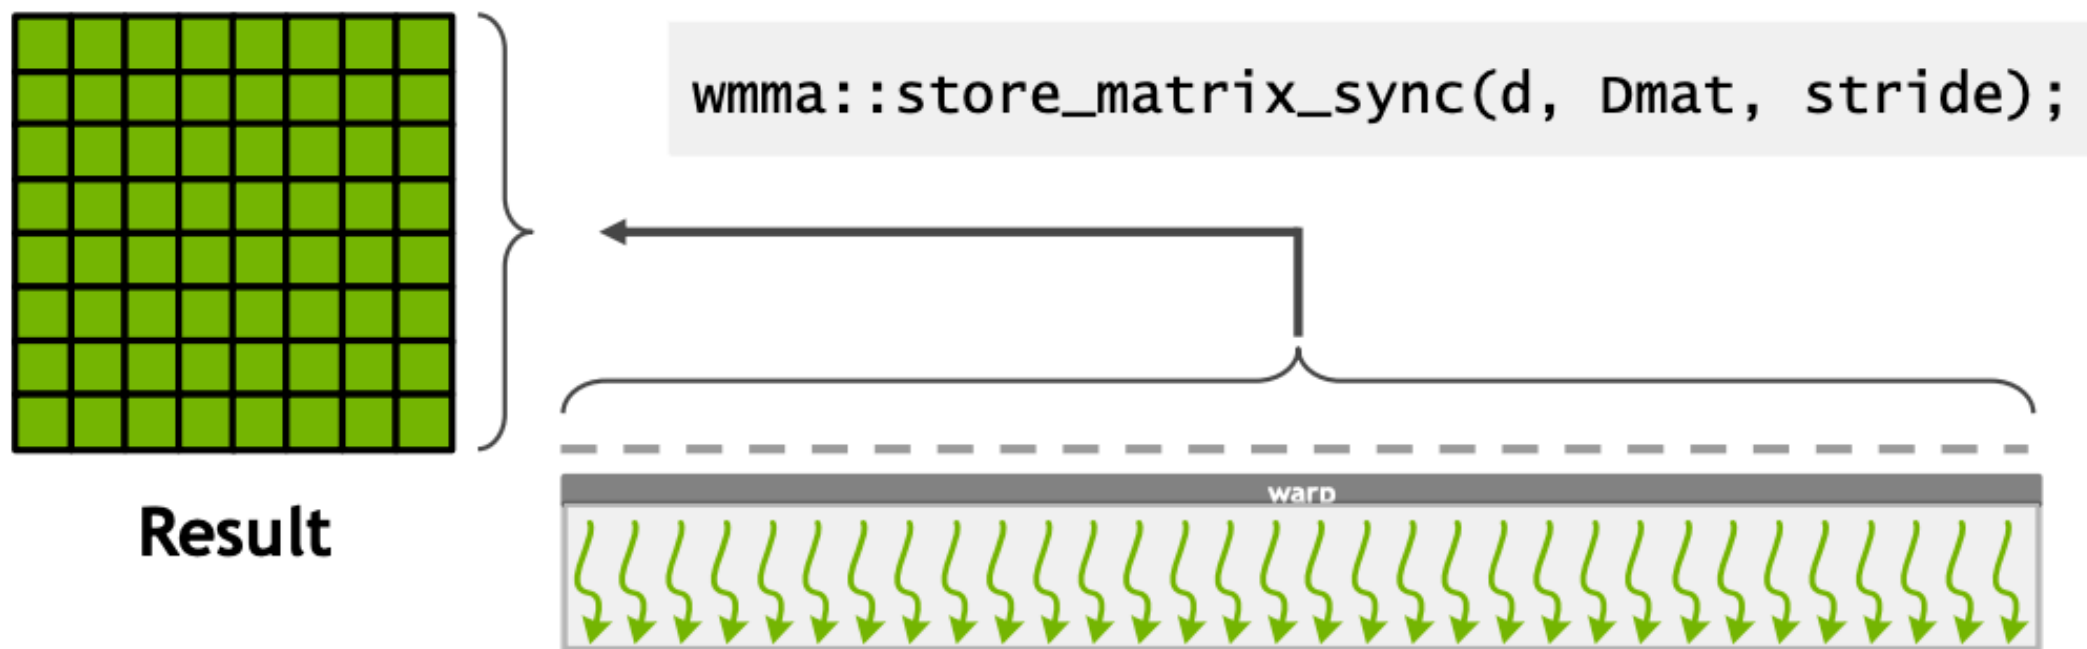 wmma::store_matrix_sync(d, Dmat, stride);
warp
Result